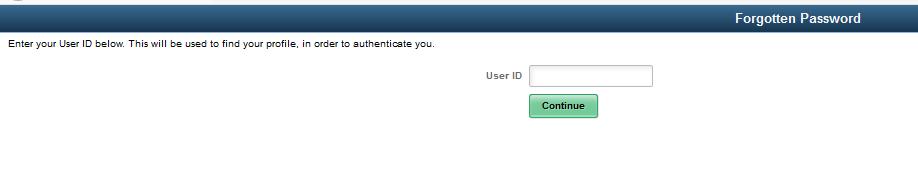 Forgotten Password
Enter your User ID below. This will be used to find your profile, in order to authenticate you.
User ID
Continue